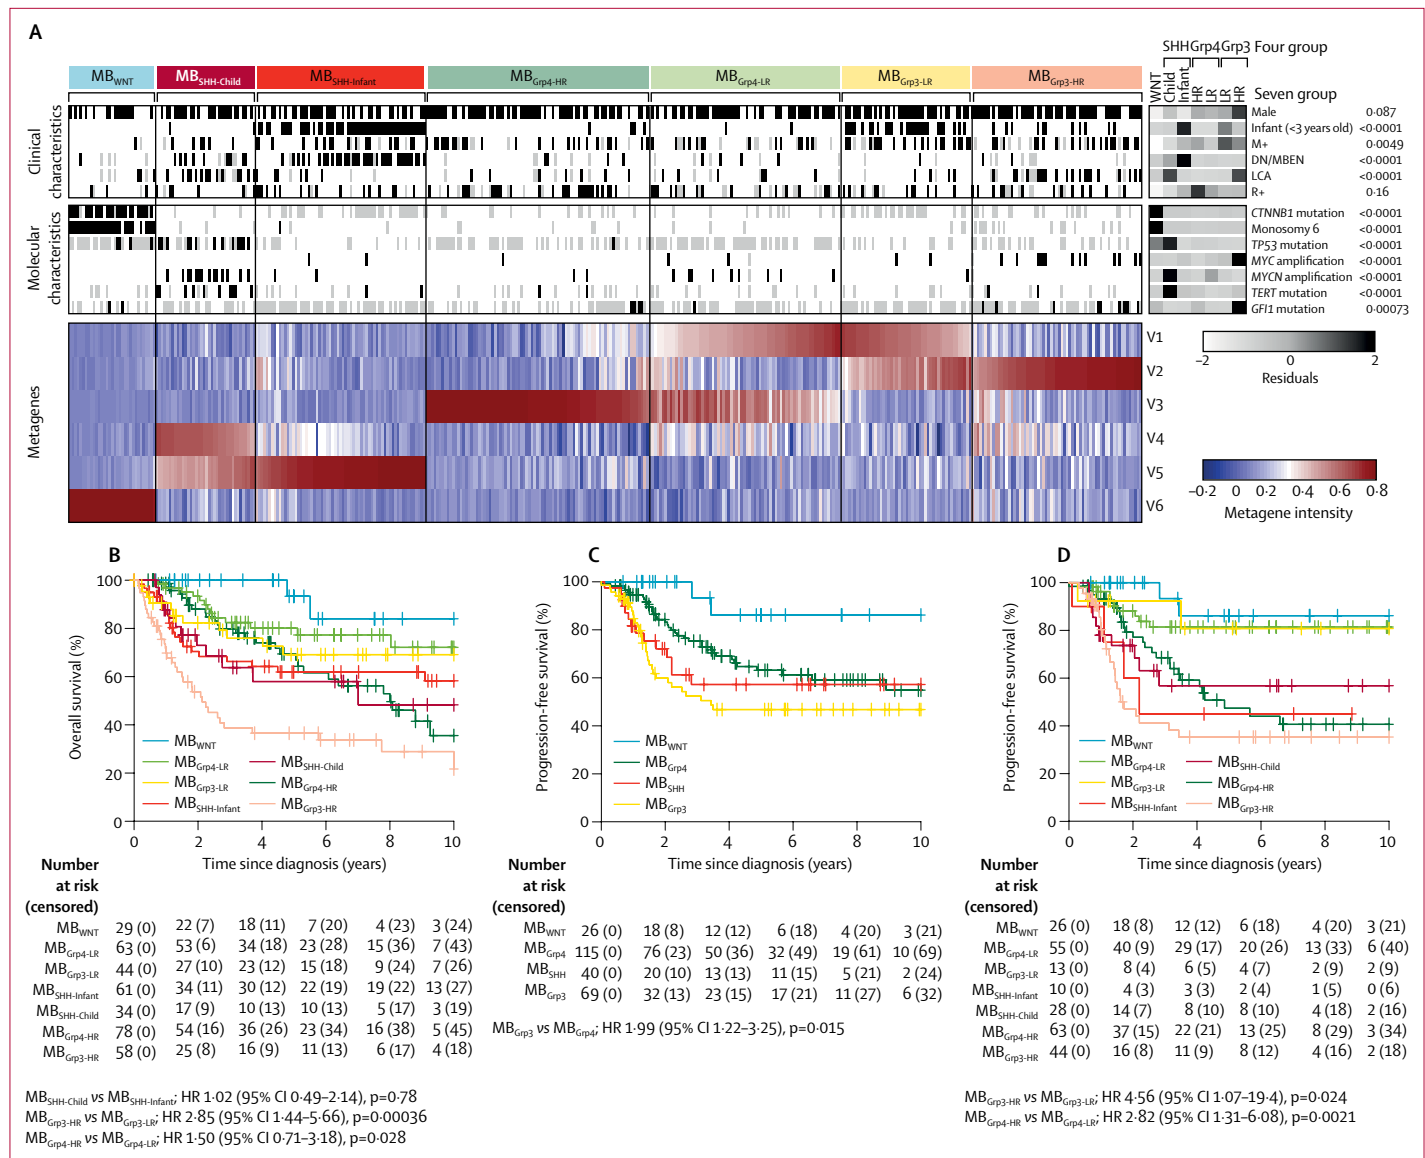 A
SHH Grp4 Grp3 Four group
WNT Child Infant HR LR LR HR Seven group
MBWNT MBSHH-Child MBSHH-Infant MBGrp4-HR MBGrp4-LR MBGrp3-LR MBGrp3-HR
Clinical characteristics
Male 0·087
Infant (<3 years old) <0·0001
M+ 0·0049
DN/MBEN <0·0001
LCA <0·0001
R+ 0·16
Molecular characteristics
CTNNB1 mutation <0·0001
Monosomy 6 <0·0001
TP53 mutation <0·0001
MYC amplification <0·0001
MYCN amplification <0·0001
TERT mutation <0·0001
GFI1 mutation 0·00073
Metagenes
V1
V2
V3
V4
V5
V6
−2 0 2
Residuals
−0·2 0 0·2 0·4 0·6 0·8
Metagene intensity
B
Overall survival (%)
100
80
60
40
20
0
MBWNT
MBGrp4-LR MBSHH-Child
MBGrp3-LR MBGrp4-HR
MBSHH-Infant MBGrp3-HR
0 2 4 6 8 10
Time since diagnosis (years)
Number
at risk
(censored)
MBWNT 29 (0) 22 (7) 18 (11) 7 (20) 4 (23) 3 (24)
MBGrp4-LR 63 (0) 53 (6) 34 (18) 23 (28) 15 (36) 7 (43)
MBGrp3-LR 44 (0) 27 (10) 23 (12) 15 (18) 9 (24) 7 (26)
MBSHH-Infant 61 (0) 34 (11) 30 (12) 22 (19) 19 (22) 13 (27)
MBSHH-Child 34 (0) 17 (9) 10 (13) 10 (13) 5 (17) 3 (19)
MBGrp4-HR 78 (0) 54 (16) 36 (26) 23 (34) 16 (38) 5 (45)
MBGrp3-HR 58 (0) 25 (8) 16 (9) 11 (13) 6 (17) 4 (18)
MBSHH-Child vs MBSHH-Infant; HR 1·02 (95% CI 0·49–2·14), p=0·78
MBGrp3-HR vs MBGrp3-LR; HR 2·85 (95% CI 1·44–5·66), p=0·00036
MBGrp4-HR vs MBGrp4-LR; HR 1·50 (95% CI 0·71–3·18), p=0·028
C
Progression-free survival (%)
100
80
60
40
20
0
MBWNT
MBGrp4
MBSHH
MBGrp3
0 2 4 6 8 10
Time since diagnosis (years)
Number
at risk
(censored)
MBWNT 26 (0) 18 (8) 12 (12) 6 (18) 4 (20) 3 (21)
MBGrp4 115 (0) 76 (23) 50 (36) 32 (49) 19 (61) 10 (69)
MBSHH 40 (0) 20 (10) 13 (13) 11 (15) 5 (21) 2 (24)
MBGrp3 69 (0) 32 (13) 23 (15) 17 (21) 11 (27) 6 (32)
MBGrp3 vs MBGrp4; HR 1·99 (95% CI 1·22–3·25), p=0·015
D
Progression-free survival (%)
100
80
60
40
20
0
MBWNT
MBGrp4-LR MBSHH-Child
MBGrp3-LR MBGrp4-HR
MBSHH-Infant MBGrp3-HR
0 2 4 6 8 10
Time since diagnosis (years)
Number
at risk
(censored)
MBWNT 26 (0) 18 (8) 12 (12) 6 (18) 4 (20) 3 (21)
MBGrp4-LR 55 (0) 40 (9) 29 (17) 20 (26) 13 (33) 6 (40)
MBGrp3-LR 13 (0) 8 (4) 6 (5) 4 (7) 2 (9) 2 (9)
MBSHH-Infant 10 (0) 4 (3) 3 (3) 2 (4) 1 (5) 0 (6)
MBSHH-Child 28 (0) 14 (7) 8 (10) 8 (10) 4 (18) 2 (16)
MBGrp4-HR 63 (0) 37 (15) 22 (21) 13 (25) 8 (29) 3 (34)
MBGrp3-HR 44 (0) 16 (8) 11 (9) 8 (12) 4 (16) 2 (18)
MBGrp3-HR vs MBGrp3-LR; HR 4·56 (95% CI 1·07–19·4), p=0·024
MBGrp4-HR vs MBGrp4-LR; HR 2·82 (95% CI 1·31–6·08), p=0·0021